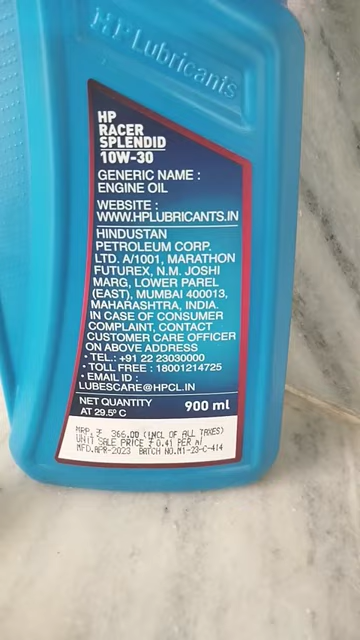 HP Lubricants
HP
RACER
SPLENDID
10W-30
GENERIC NAME :
ENGINE OIL
WEBSITE :
WWW.HPLUBRICANTS.IN
HINDUSTAN
PETROLEUM CORP.
LTD. A/1001, MARATHON
FUTUREX, N.M. JOSHI
MARG, LOWER PAREL
(EAST), MUMBAI 400013,
MAHARASHTRA, INDIA.
IN CASE OF CONSUMER
COMPLAINT, CONTACT
CUSTOMER CARE OFFICER
ON ABOVE ADDRESS
• TEL.: +91 22 23030000
• TOLL FREE : 18001214725
• EMAIL ID :
LUBESCARE@HPCL.IN
NET QUANTITY
AT 29.5º C 900 ml
MRP. ₹ 366.00 (INCL OF ALL TAXES)
UNIT SALE PRICE ₹ 0.41 PER ml
MFD.APR-2023 BATCH NO.M1-23-C-414